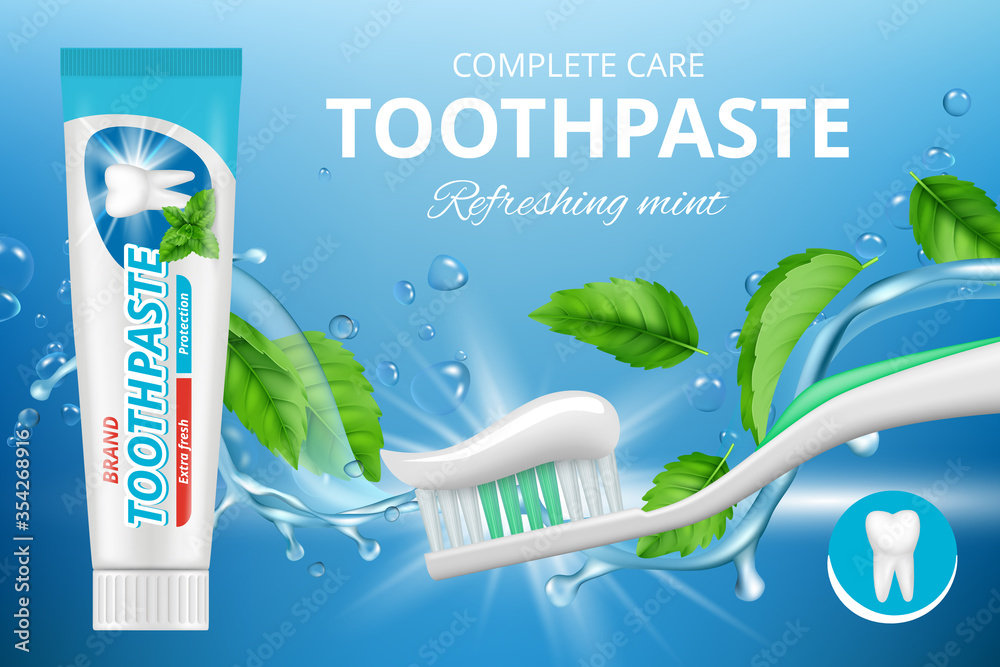 COMPLETE CARE
TOOTHPASTE
Refreshing mint
BRAND
TOOTHPASTE
Extra fresh
Protection
Adobe Stock | #354268916